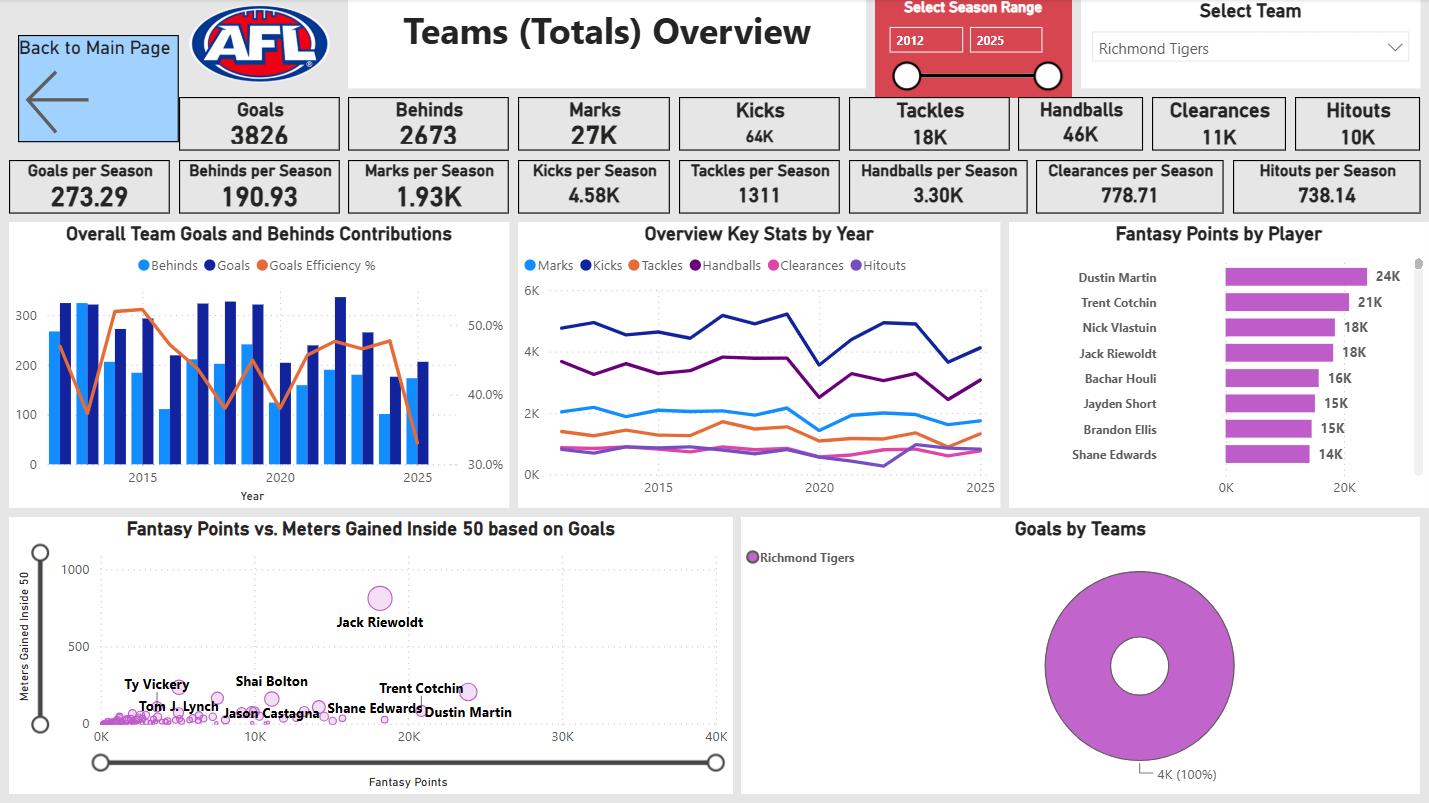 Back to Main Page
AFL
®
Teams (Totals) Overview
Select Season Range
2012
2025
Select Team
Richmond Tigers
Goals
3826
Behinds
2673
Marks
27K
Kicks
64K
Tackles
18K
Handballs
46K
Clearances
11K
Hitouts
10K
Goals per Season
273.29
Behinds per Season
190.93
Marks per Season
1.93K
Kicks per Season
4.58K
Tackles per Season
1311
Handballs per Season
3.30K
Clearances per Season
778.71
Hitouts per Season
738.14
Overall Team Goals and Behinds Contributions
Behinds Goals Goals Efficiency %
300
200
100
0
50.0%
40.0%
30.0%
2015 2020 2025
Year
Overview Key Stats by Year
Marks Kicks Tackles Handballs Clearances Hitouts
6K
4K
2K
0K
2015 2020 2025
Fantasy Points by Player
Dustin Martin 24K
Trent Cotchin 21K
Nick Vlastuin 18K
Jack Riewoldt 18K
Bachar Houli 16K
Jayden Short 15K
Brandon Ellis 15K
Shane Edwards 14K
0K 20K
Fantasy Points vs. Meters Gained Inside 50 based on Goals
Meters Gained Inside 50
1000
500
0
Jack Riewoldt
Ty Vickery
Shai Bolton
Trent Cotchin
Tom J. Lynch
Jason Castagna
Shane Edwards
Dustin Martin
0K 10K 20K 30K 40K
Fantasy Points
Goals by Teams
Richmond Tigers
4K (100%)